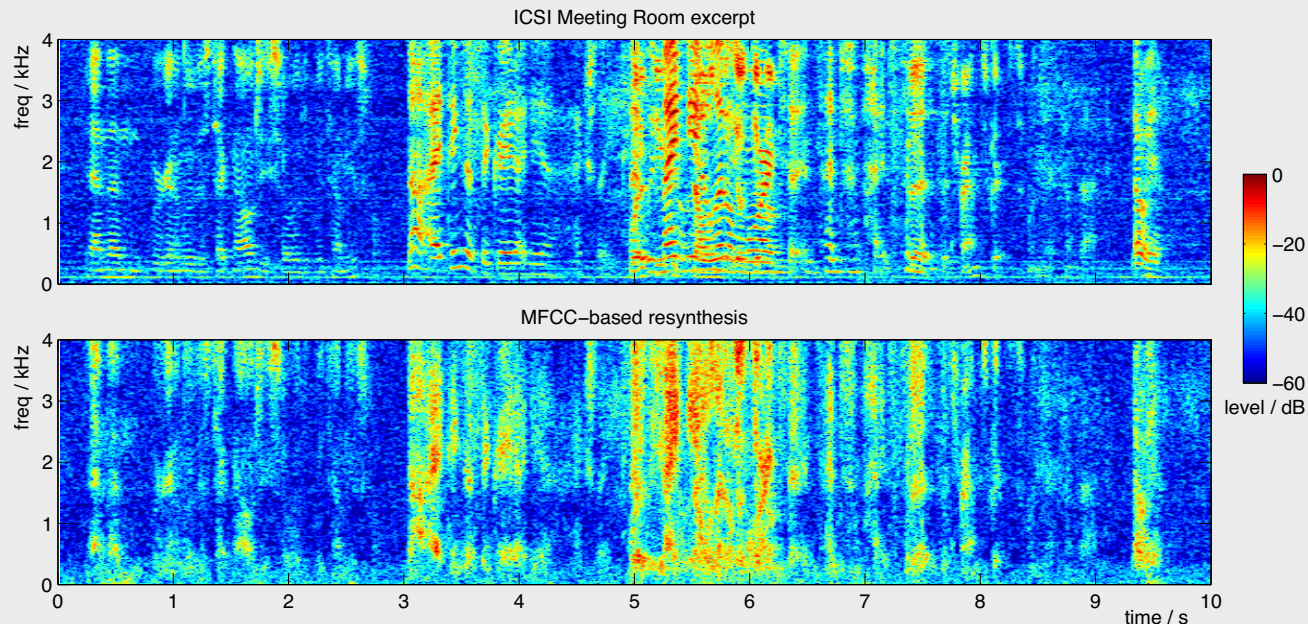 ICSI Meeting Room excerpt
freq / kHz
4
3
2
1
0
MFCC−based resynthesis
freq / kHz
4
3
2
1
0
0 1 2 3 4 5 6 7 8 9 10
time / s
0
−20
−40
−60
level / dB